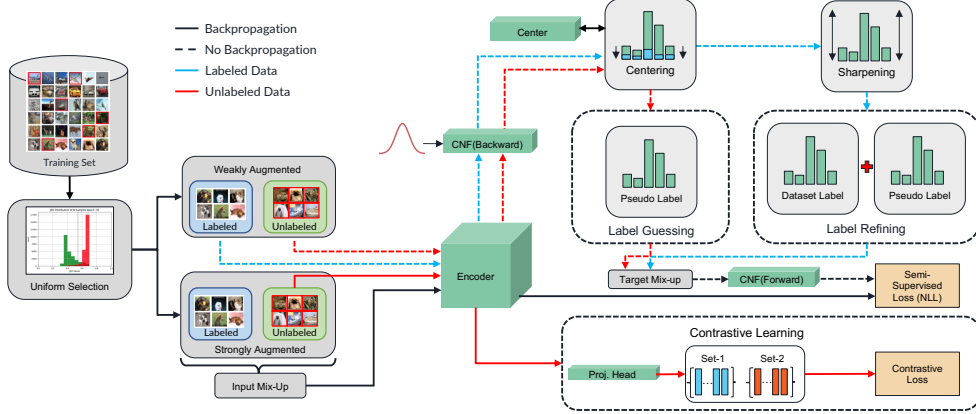 Backpropagation
No Backpropagation
Labeled Data
Unlabeled Data
Center
Centering
Sharpening
Training Set
CNF(Backward)
Pseudo Label
Label Guessing
Dataset Label
Pseudo Label
Label Refining
Weakly Augmented
Labeled
Unlabeled
Uniform Selection
Encoder
Target Mix-up
CNF(Forward)
Semi-
Supervised
Loss (NLL)
Labeled
Unlabeled
Strongly Augmented
Input Mix-Up
Contrastive Learning
Set-1
Set-2
Proj. Head
Contrastive
Loss